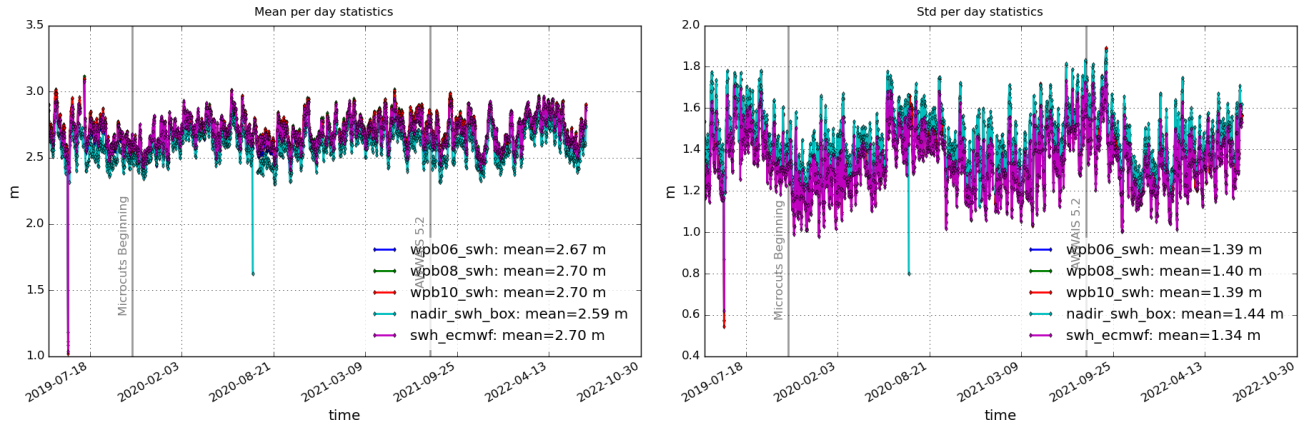 Mean per day statistics
m
3.5
3.0
2.5
2.0
1.5
1.0
Microcuts Beginning
AWWAIS 5.2
wpb06_swh: mean=2.67 m
wpb08_swh: mean=2.70 m
wpb10_swh: mean=2.70 m
nadir_swh_box: mean=2.59 m
swh_ecmwf: mean=2.70 m
2019-07-18
2020-02-03
2020-08-21
2021-03-09
2021-09-25
2022-04-13
2022-10-30
time
Std per day statistics
m
2.0
1.8
1.6
1.4
1.2
1.0
0.8
0.6
0.4
Microcuts Beginning
AWWAIS 5.2
wpb06_swh: mean=1.39 m
wpb08_swh: mean=1.40 m
wpb10_swh: mean=1.39 m
nadir_swh_box: mean=1.44 m
swh_ecmwf: mean=1.34 m
2019-07-18
2020-02-03
2020-08-21
2021-03-09
2021-09-25
2022-04-13
2022-10-30
time